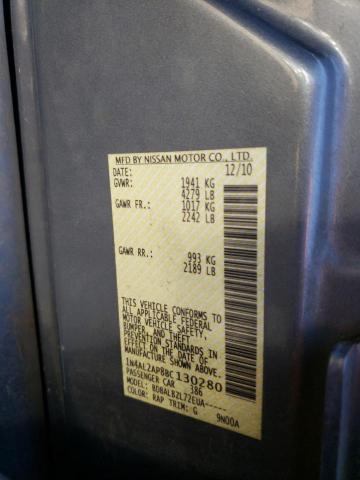 MFD BY NISSAN MOTOR CO., LTD.
DATE: 12/10
GVWR: 1941 KG
4279 LB
GAWR FR.: 1017 KG
2242 LB
GAWR RR.: 993 KG
2189 LB
THIS VEHICLE CONFORMS TO
ALL APPLICABLE FEDERAL
MOTOR VEHICLE SAFETY,
BUMPER, AND THEFT
PREVENTION STANDARDS IN
EFFECT ON THE DATE OF
MANUFACTURE SHOWN ABOVE.
1N4AL2AP8BC130280
PASSENGER CAR 386
MODEL: BDBALBZL72EUA-----
COLOR: RAP TRIM: G 9N00A